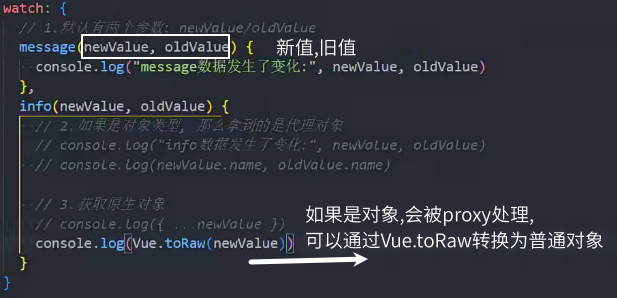 watch: {
// 1.默认有两个参数: newValue/oldValue
message(newValue, oldValue) { 新值,旧值
console.log("message数据发生了变化:", newValue, oldValue)
},
info(newValue, oldValue) {
// 2.如果是对象类型, 那么拿到的是代理对象
// console.log("info数据发生了变化:", newValue, oldValue)
// console.log(newValue.name, oldValue.name)
// 3.获取原生对象
// console.log({ ...newValue })
console.log(Vue.toRaw(newValue))
}
}
如果是对象,会被proxy处理,
可以通过Vue.toRaw转换为普通对象